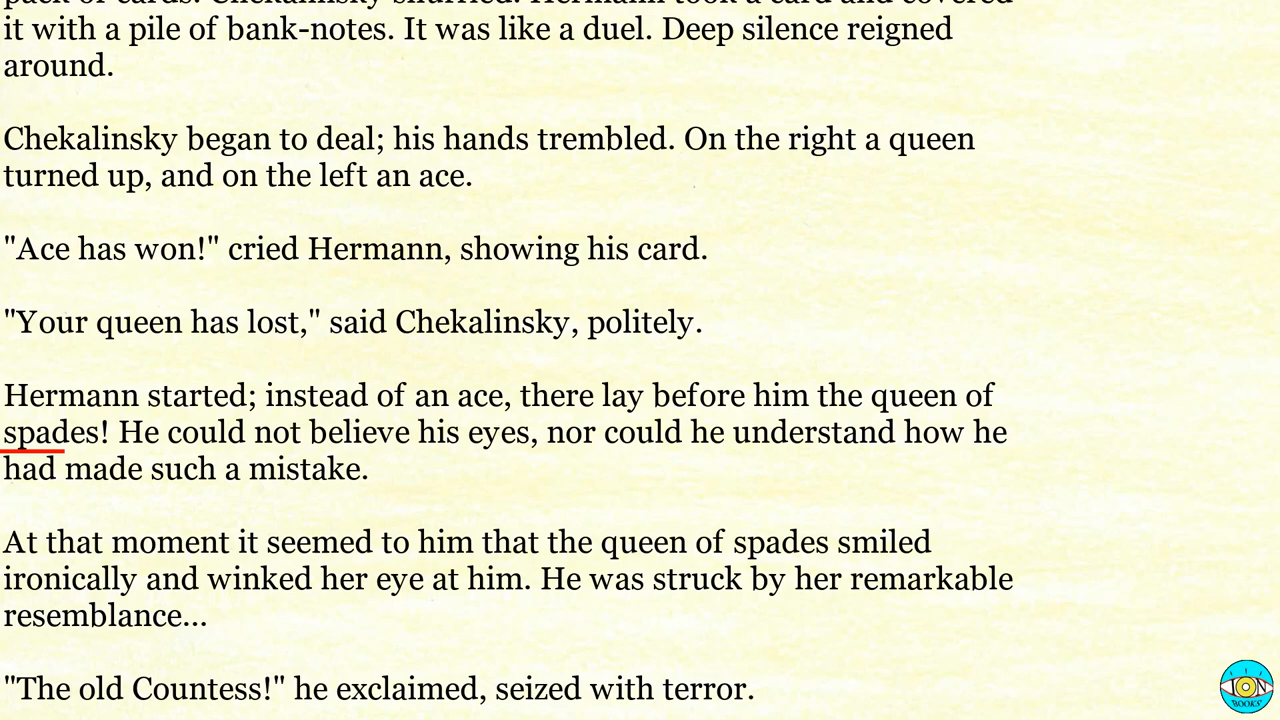 it with a pile of bank-notes. It was like a duel. Deep silence reigned
around.
Chekalinsky began to deal; his hands trembled. On the right a queen
turned up, and on the left an ace.
"Ace has won!" cried Hermann, showing his card.
"Your queen has lost," said Chekalinsky, politely.
Hermann started; instead of an ace, there lay before him the queen of
spades! He could not believe his eyes, nor could he understand how he
had made such a mistake.
At that moment it seemed to him that the queen of spades smiled
ironically and winked her eye at him. He was struck by her remarkable
resemblance...
"The old Countess!" he exclaimed, seized with terror.
ION
BOOKS